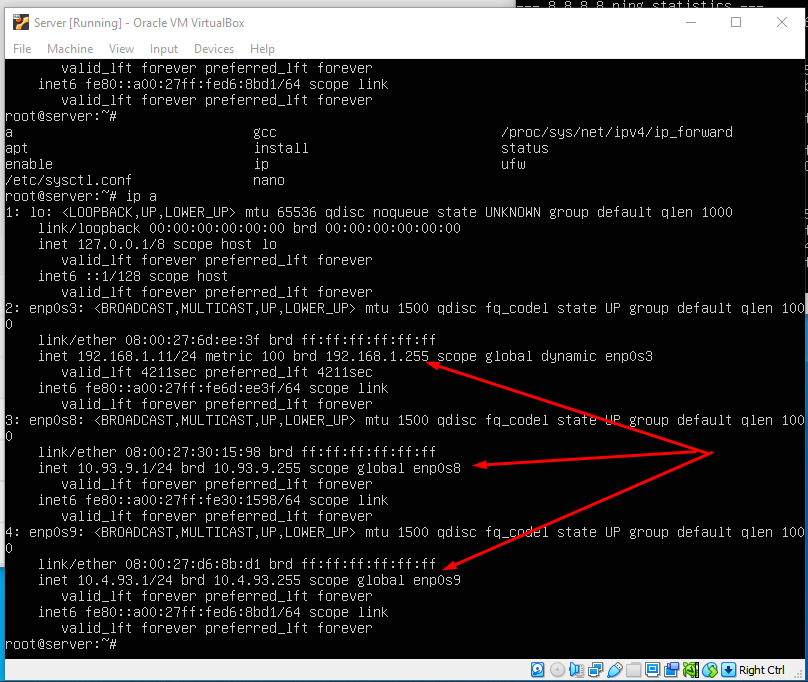 --- 8.8.8.8 ping statistics ---
Server [Running] - Oracle VM VirtualBox
File Machine View Input Devices Help
valid_lft forever preferred_lft forever
inet6 fe80::a00:27ff:fed6:8bd1/64 scope link
valid_lft forever preferred_lft forever
root@server:~#
a gcc /proc/sys/net/ipv4/ip_forward
apt install status
enable ip ufw
/etc/sysctl.conf nano
root@server:~# ip a
1: lo: <LOOPBACK,UP,LOWER_UP> mtu 65536 qdisc noqueue state UNKNOWN group default qlen 1000
link/loopback 00:00:00:00:00:00 brd 00:00:00:00:00:00
inet 127.0.0.1/8 scope host lo
valid_lft forever preferred_lft forever
inet6 ::1/128 scope host
valid_lft forever preferred_lft forever
2: enp0s3: <BROADCAST,MULTICAST,UP,LOWER_UP> mtu 1500 qdisc fq_codel state UP group default qlen 100
0
link/ether 08:00:27:6d:ee:3f brd ff:ff:ff:ff:ff:ff
inet 192.168.1.11/24 metric 100 brd 192.168.1.255 scope global dynamic enp0s3
valid_lft 4211sec preferred_lft 4211sec
inet6 fe80::a00:27ff:fe6d:ee3f/64 scope link
valid_lft forever preferred_lft forever
3: enp0s8: <BROADCAST,MULTICAST,UP,LOWER_UP> mtu 1500 qdisc fq_codel state UP group default qlen 100
0
link/ether 08:00:27:30:15:98 brd ff:ff:ff:ff:ff:ff
inet 10.93.9.1/24 brd 10.93.9.255 scope global enp0s8
valid_lft forever preferred_lft forever
inet6 fe80::a00:27ff:fe30:1598/64 scope link
valid_lft forever preferred_lft forever
4: enp0s9: <BROADCAST,MULTICAST,UP,LOWER_UP> mtu 1500 qdisc fq_codel state UP group default qlen 100
0
link/ether 08:00:27:d6:8b:d1 brd ff:ff:ff:ff:ff:ff
inet 10.4.93.1/24 brd 10.4.93.255 scope global enp0s9
valid_lft forever preferred_lft forever
inet6 fe80::a00:27ff:fed6:8bd1/64 scope link
valid_lft forever preferred_lft forever
root@server:~#
Right Ctrl